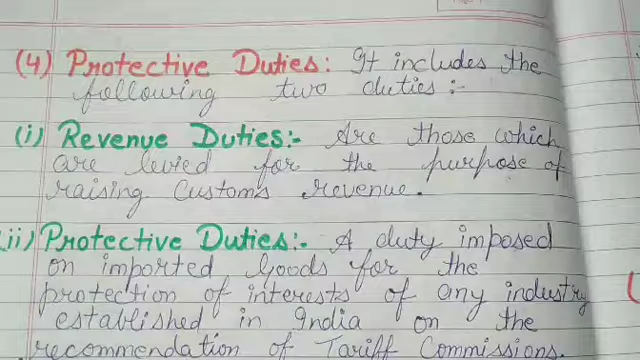 (4) Protective Duties: It includes the
following two duties :-
(i) Revenue Duties:- Are those which
are levied for the purpose of
raising Customs revenue.
(ii) Protective Duties:- A duty imposed
on imported Goods for the
protection of interests of any industry
established in India on the
recommendation of Tariff Commissions.